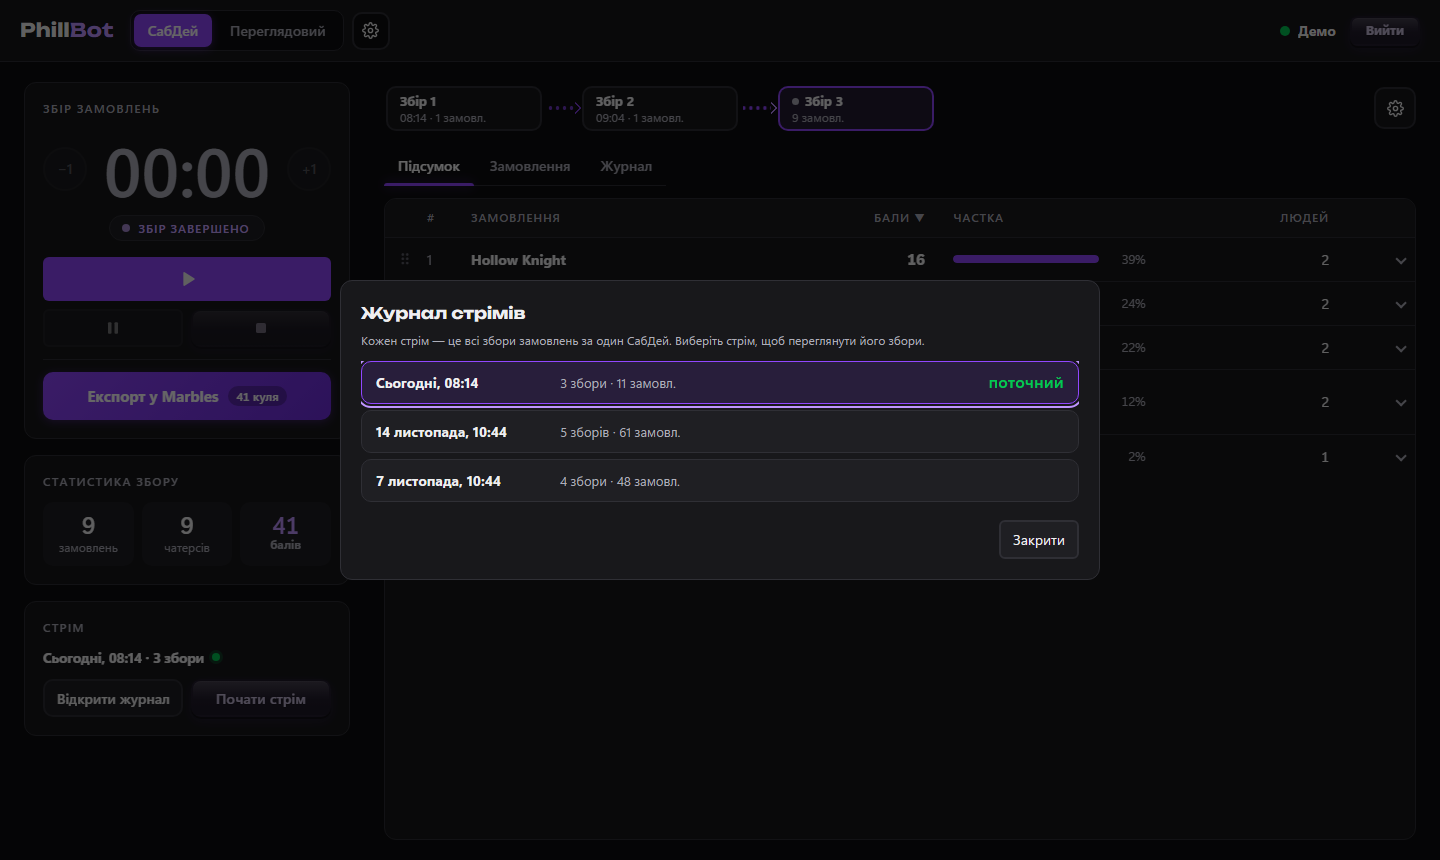 PhillBot
СабДей
Переглядовий
Демо
Вийти
ЗБІР ЗАМОВЛЕНЬ
−1
00:00
+1
ЗБІР ЗАВЕРШЕНО
Експорт у Marbles 41 куля
СТАТИСТИКА ЗБОРУ
9 9 41
замовлень чатерсів балів
СТРІМ
Сьогодні, 08:14 · 3 збори
Відкрити журнал
Почати стрім
Збір 1
08:14 · 1 замовл.
Збір 2
09:04 · 1 замовл.
Збір 3
9 замовл.
Підсумок Замовлення Журнал
# ЗАМОВЛЕННЯ БАЛИ ▼ ЧАСТКА ЛЮДЕЙ
1 Hollow Knight 16 39% 2
24% 2
22% 2
12% 2
2% 1
Журнал стрімів
Кожен стрім — це всі збори замовлень за один СабДей. Виберіть стрім, щоб переглянути його збори.
Сьогодні, 08:14 3 збори · 11 замовл. ПОТОЧНИЙ
14 листопада, 10:44 5 зборів · 61 замовл.
7 листопада, 10:44 4 збори · 48 замовл.
Закрити